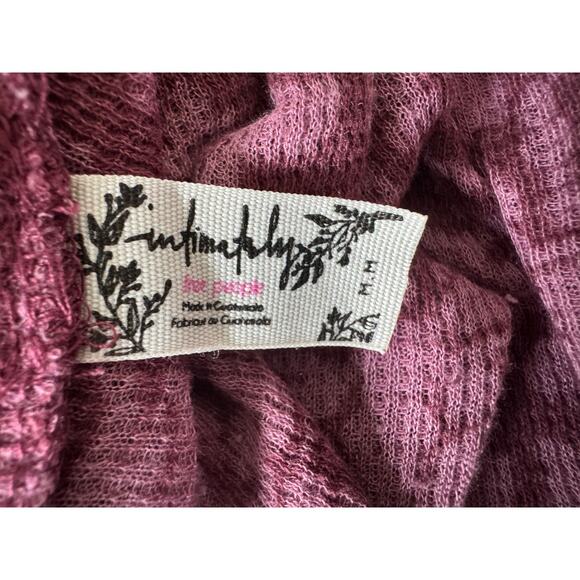 intimately
free people
Made in Guatemala
Fabriqué au Guatemala
M
M